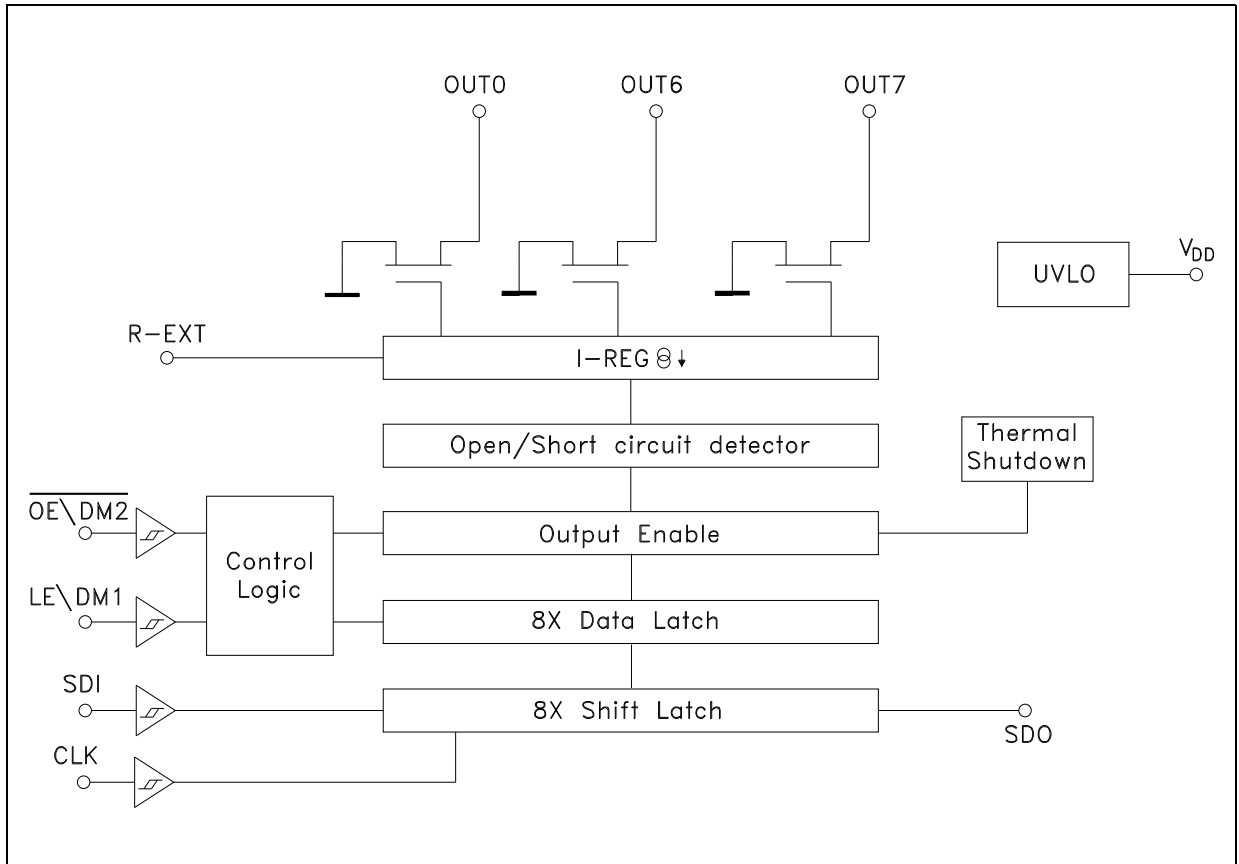 OUT0 OUT6 OUT7
UVLO
VDD
R-EXT
I-REG
Open/Short circuit detector
Thermal
Shutdown
OE\DM2
Output Enable
Control
Logic
LE\DM1
8X Data Latch
SDI
8X Shift Latch
SDO
CLK